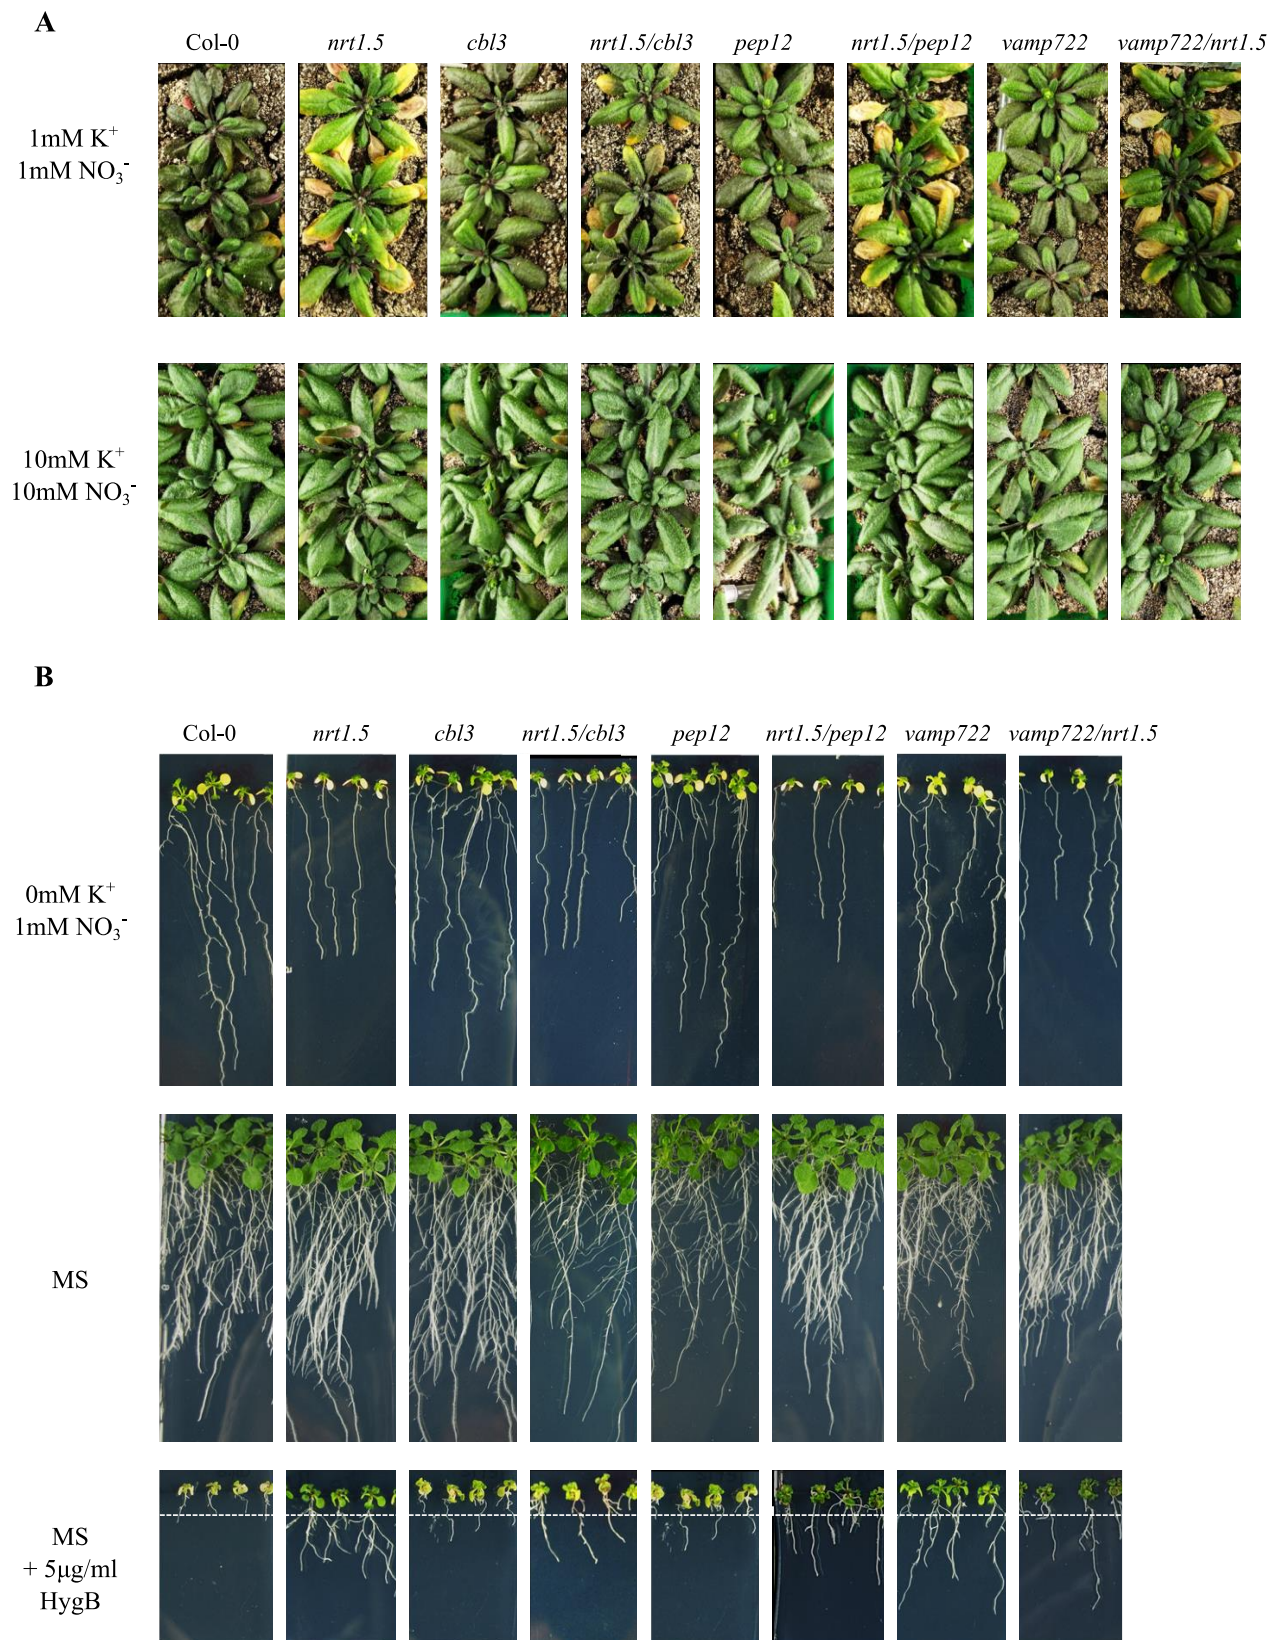 A
Col-0 nrt1.5 cbl3 nrt1.5/cbl3 pep12 nrt1.5/pep12 vamp722 vamp722/nrt1.5
1mM K⁺
1mM NO₃⁻
10mM K⁺
10mM NO₃⁻
B
Col-0 nrt1.5 cbl3 nrt1.5/cbl3 pep12 nrt1.5/pep12 vamp722 vamp722/nrt1.5
0mM K⁺
1mM NO₃⁻
MS
MS
+ 5µg/ml
HygB